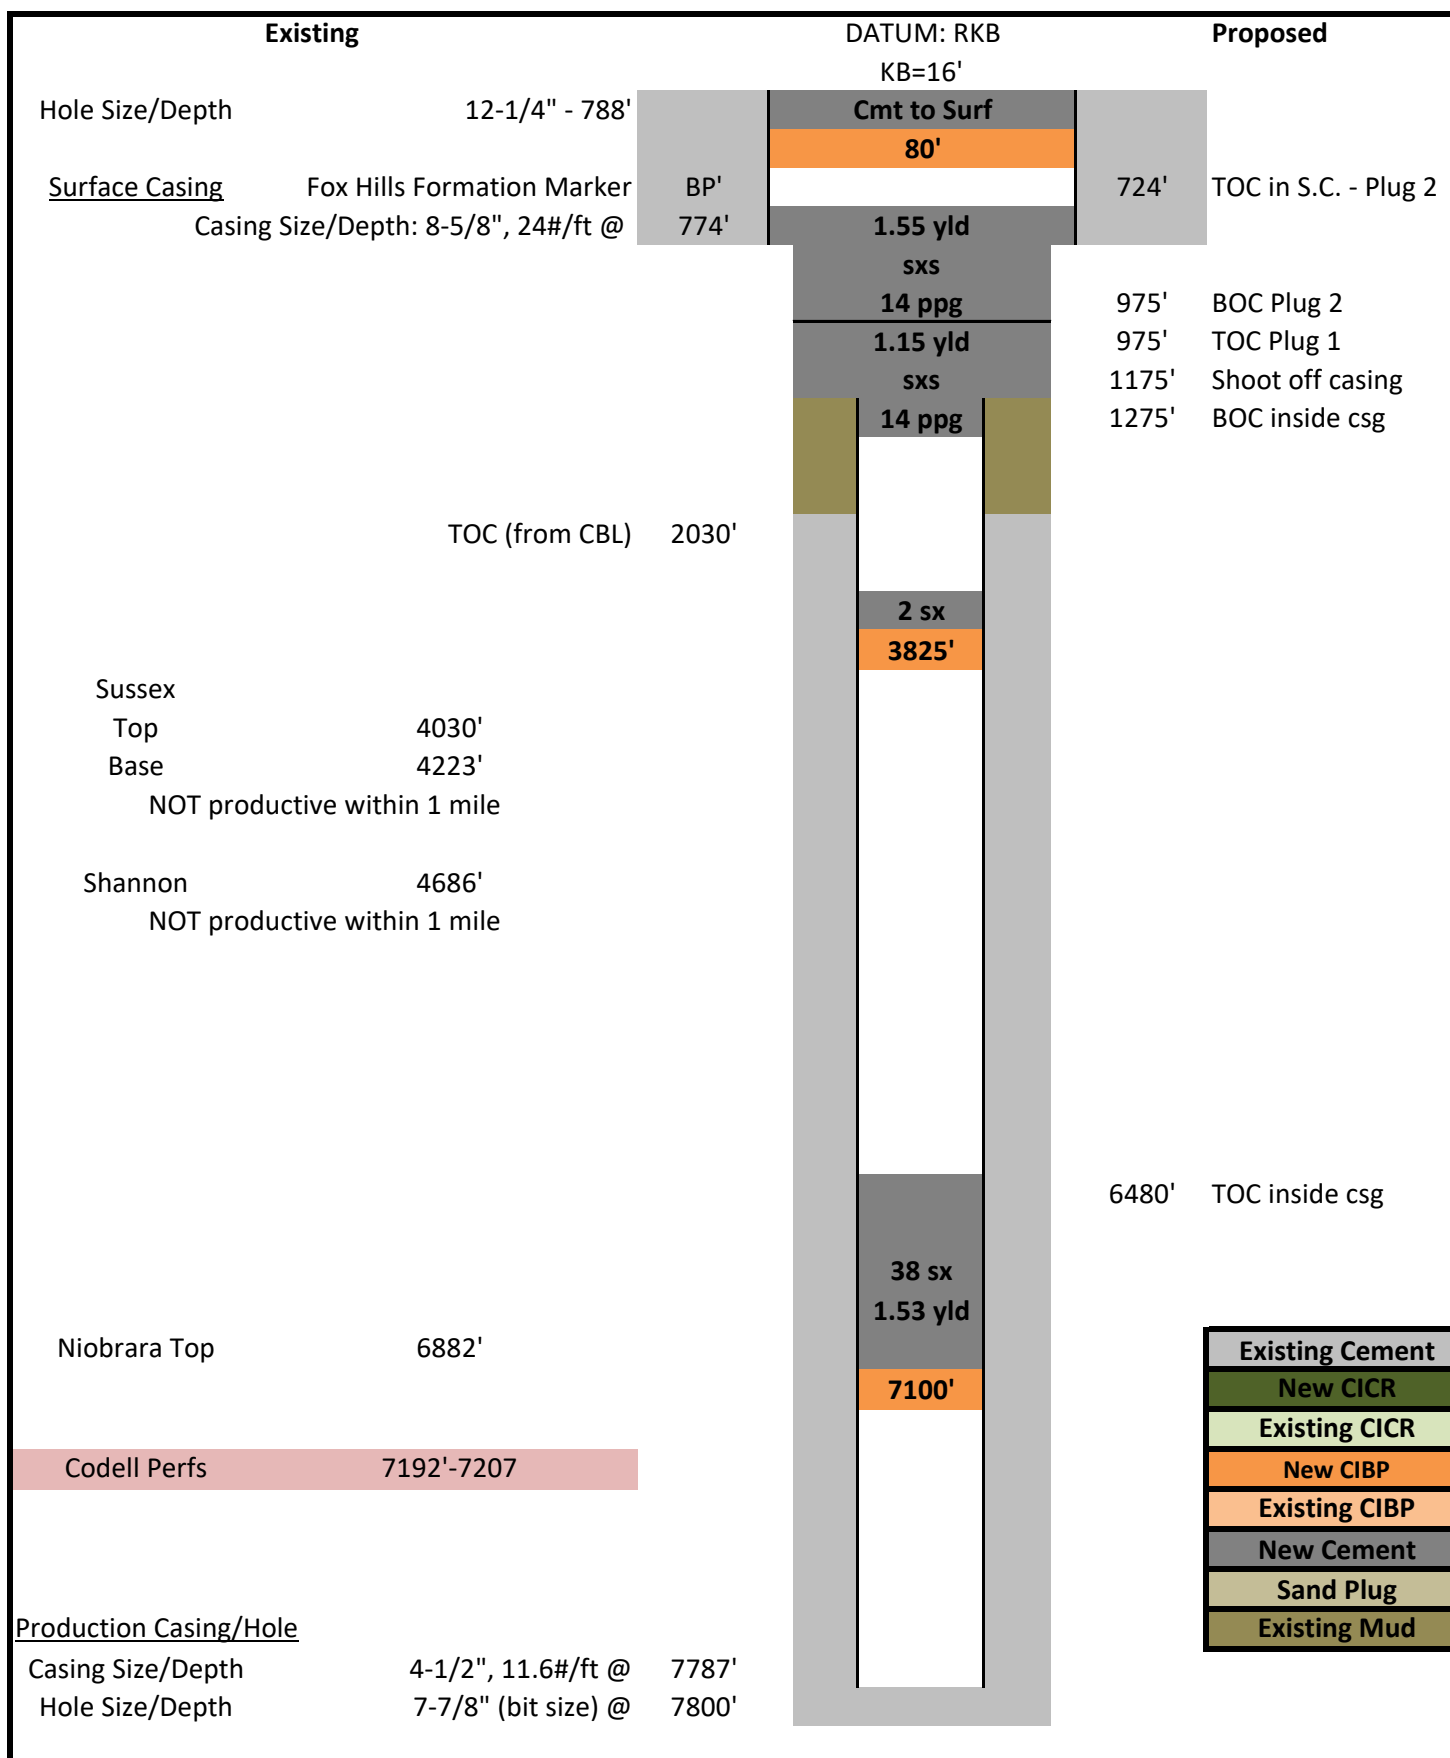 Existing DATUM: RKB Proposed
KB=16'
Hole Size/Depth 12-1/4" - 788' Cmt to Surf
80'
Surface Casing Fox Hills Formation Marker BP' 724' TOC in S.C. - Plug 2
Casing Size/Depth: 8-5/8", 24#/ft @ 774' 1.55 yld
sxs
14 ppg 975' BOC Plug 2
1.15 yld 975' TOC Plug 1
sxs 1175' Shoot off casing
14 ppg 1275' BOC inside csg
TOC (from CBL) 2030'
2 sx
3825'
Sussex
Top 4030'
Base 4223'
NOT productive within 1 mile
Shannon 4686'
NOT productive within 1 mile
6480' TOC inside csg
38 sx
1.53 yld
Niobrara Top 6882' Existing Cement
7100' New CICR
Existing CICR
Codell Perfs 7192'-7207 New CIBP
Existing CIBP
New Cement
Sand Plug
Production Casing/Hole Existing Mud
Casing Size/Depth 4-1/2", 11.6#/ft @ 7787'
Hole Size/Depth 7-7/8" (bit size) @ 7800'